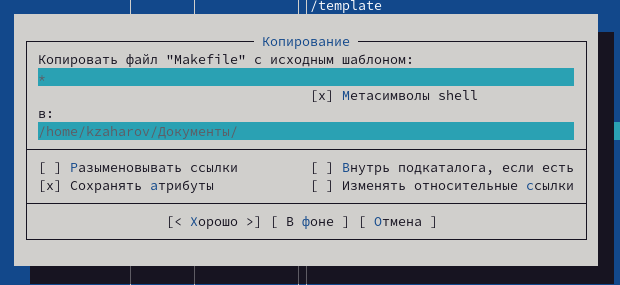 /template
Копирование
Копировать файл "Makefile" с исходным шаблоном:
*
[x] Метасимволы shell
в:
/home/kzaharov/Документы/
[ ] Разыменовывать ссылки [ ] Внутрь подкаталога, если есть
[x] Сохранять атрибуты [ ] Изменять относительные ссылки
[< Хорошо >] [ В фоне ] [ Отмена ]